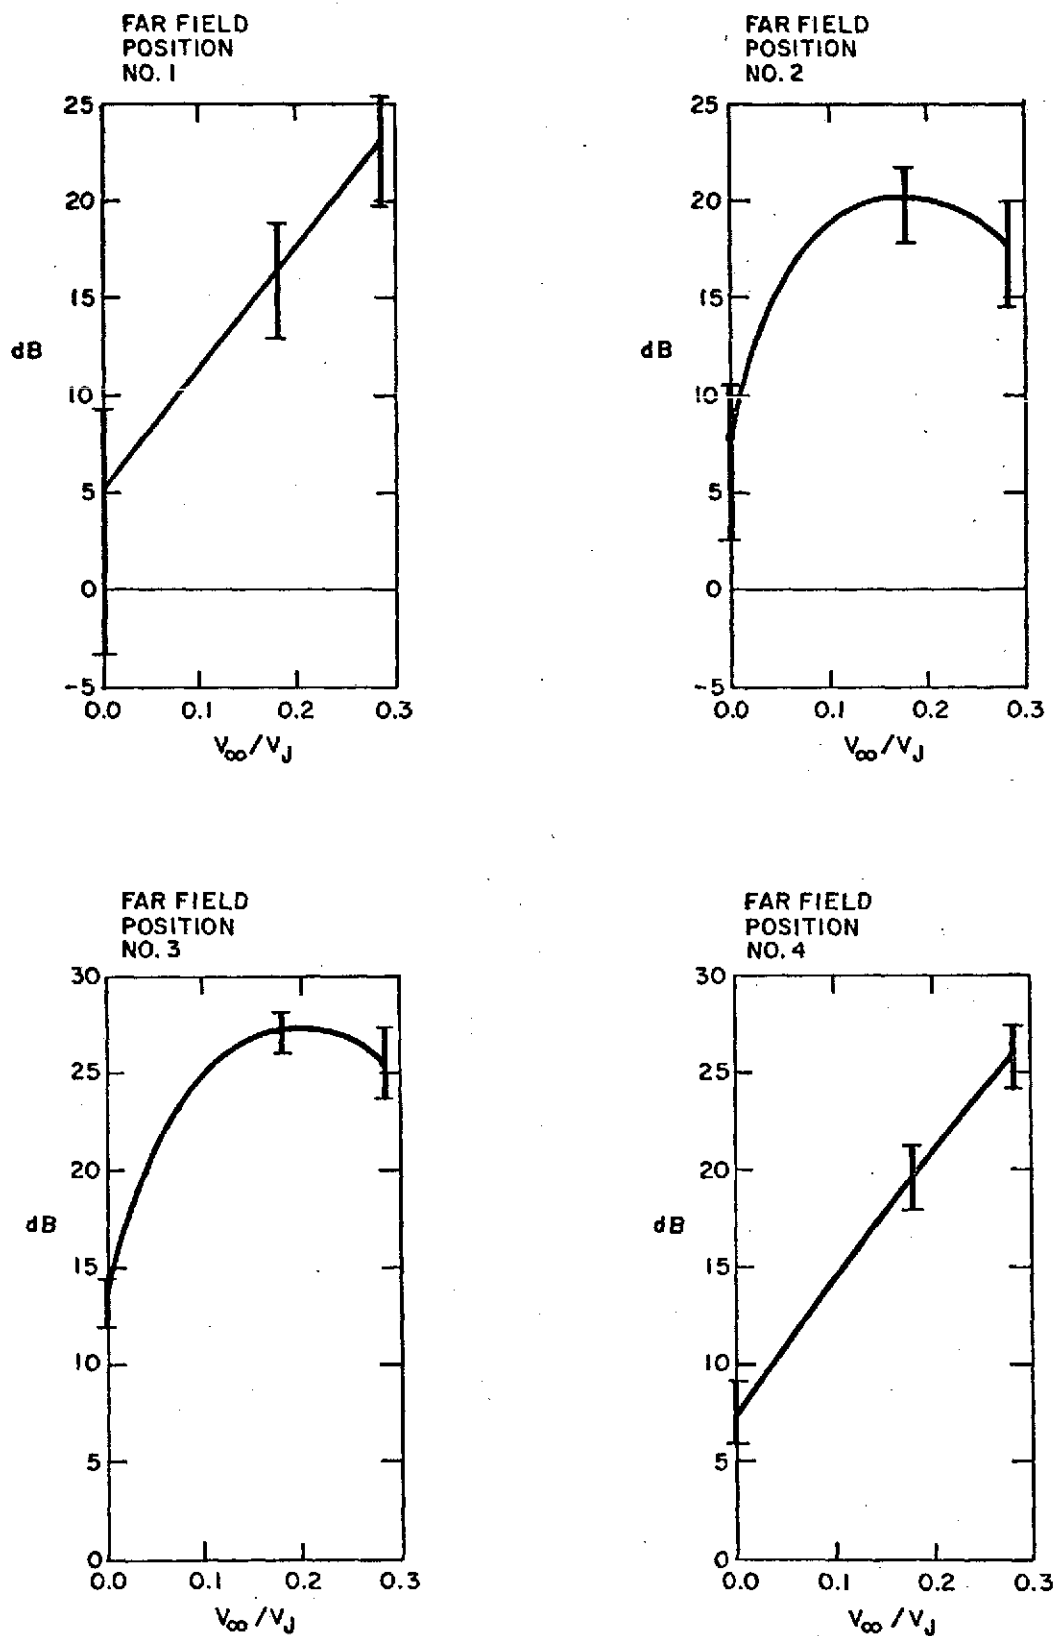 FAR FIELD
POSITION
NO. 1
25
20
15
dB
10
5
0
-5
0.0 0.1 0.2 0.3
V∞/VJ
FAR FIELD
POSITION
NO. 2
25
20
15
dB
10
5
0
-5
0.0 0.1 0.2 0.3
V∞/VJ
FAR FIELD
POSITION
NO. 3
30
25
20
dB
15
10
5
0
0.0 0.1 0.2 0.3
V∞/VJ
FAR FIELD
POSITION
NO. 4
30
25
20
dB
15
10
5
0
0.0 0.1 0.2 0.3
V∞/VJ